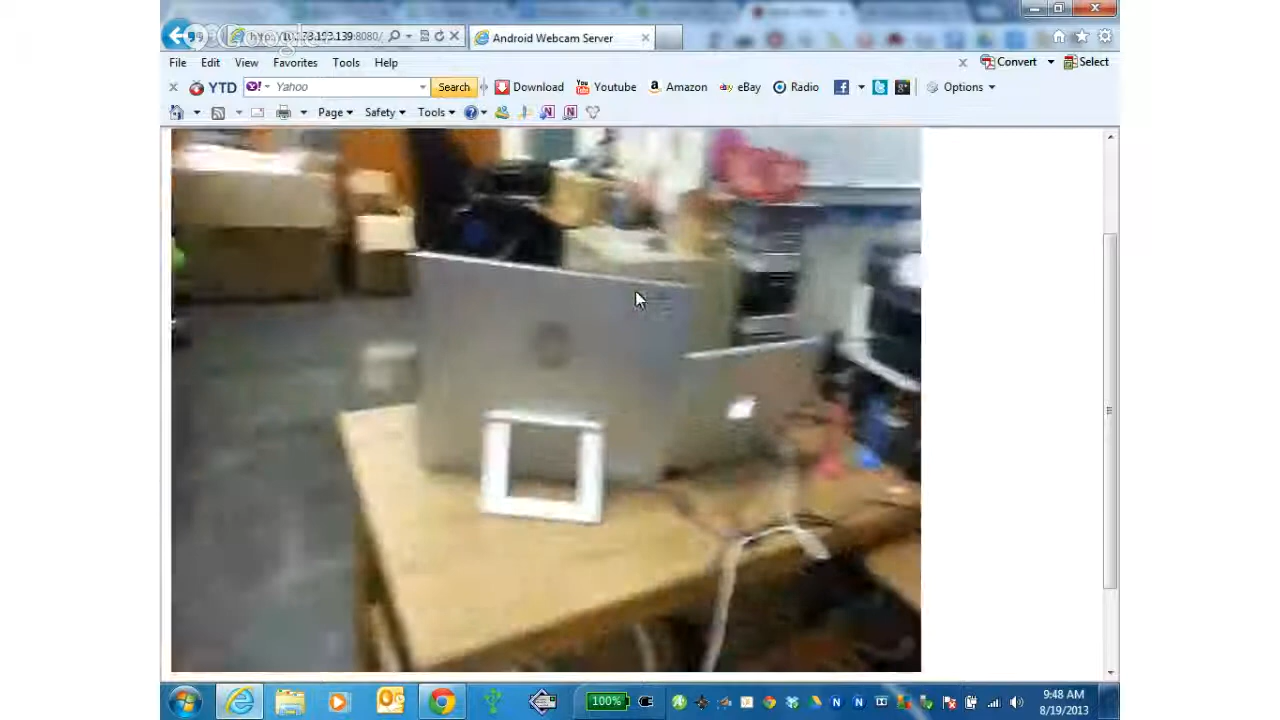 Google+
Android Webcam Server
File Edit View Favorites Tools Help
Convert Select
YTD Yahoo Search Download Youtube Amazon eBay Radio Options
Page Safety Tools
100%
9:48 AM
8/19/2013